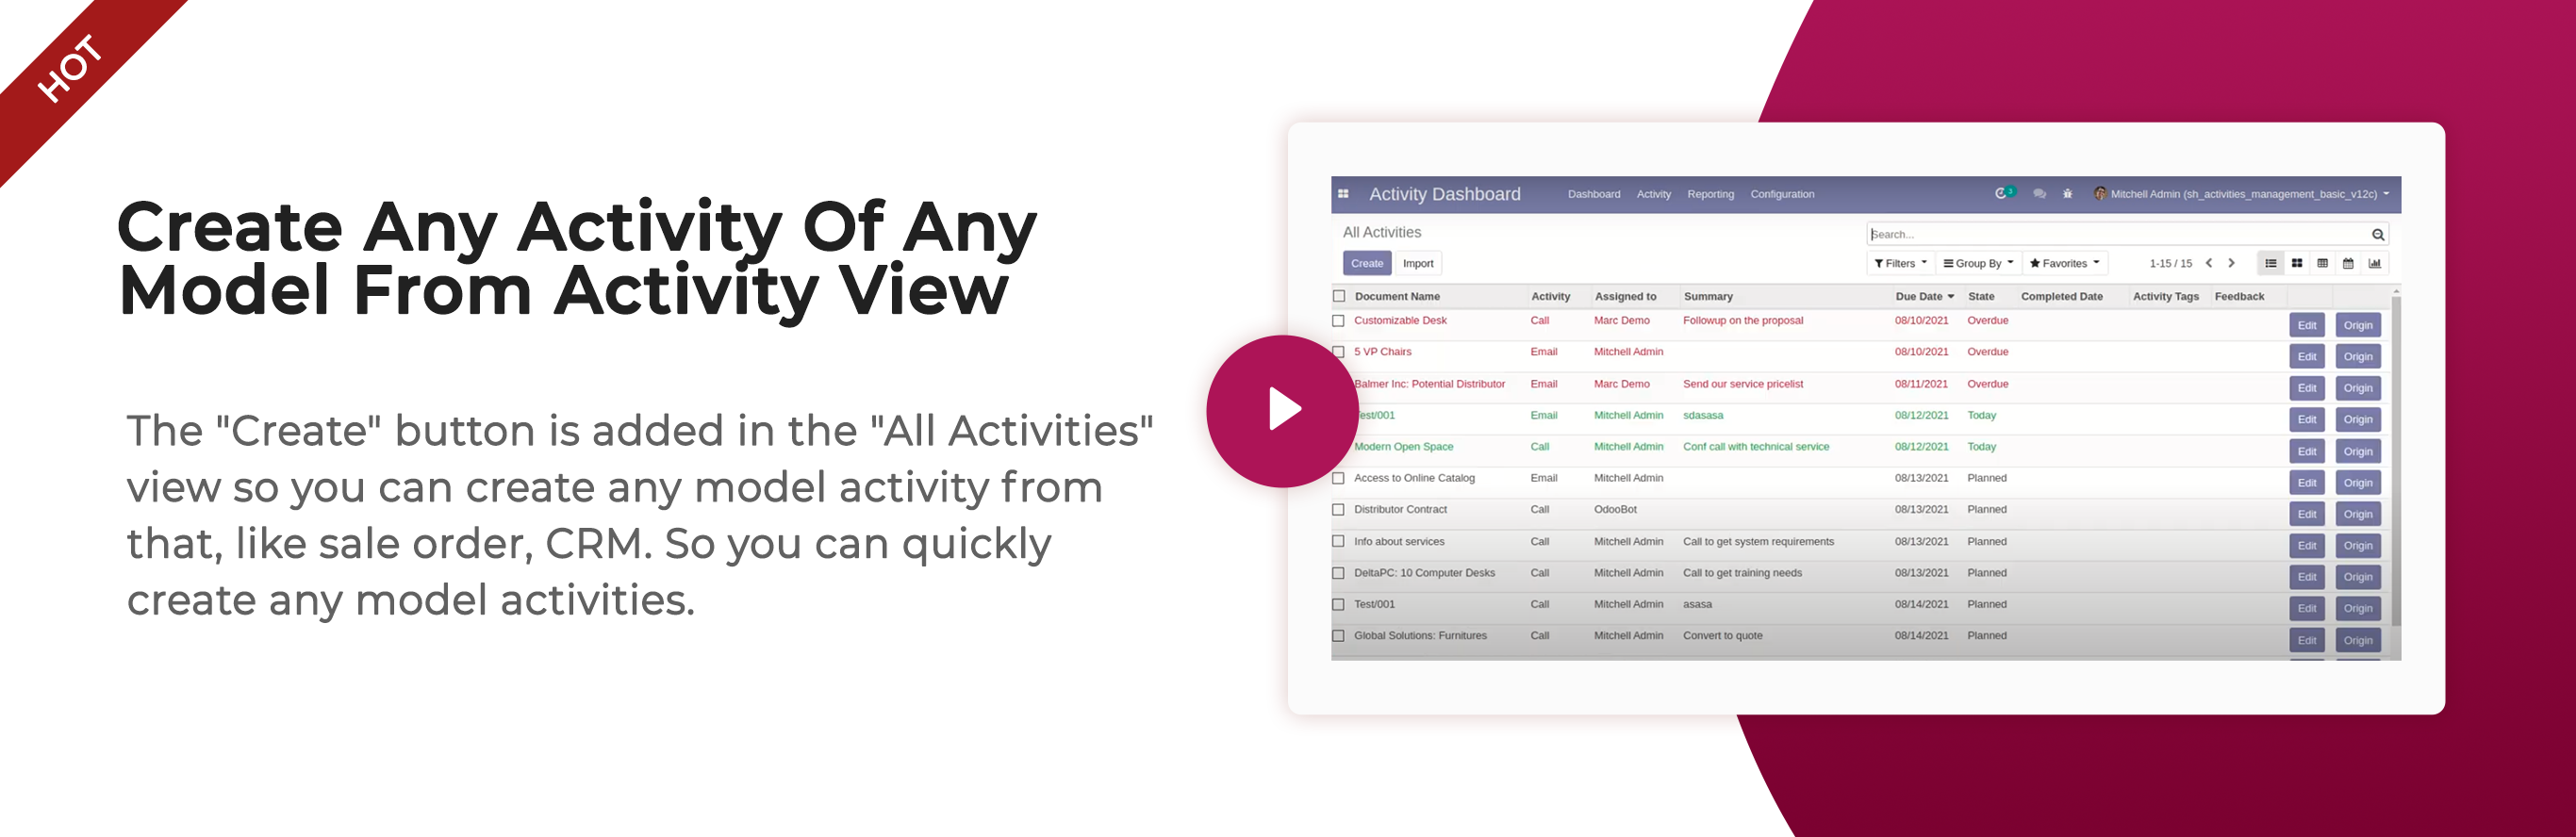 HOT
Create Any Activity Of Any
Model From Activity View
The "Create" button is added in the "All Activities"
view so you can create any model activity from
that, like sale order, CRM. So you can quickly
create any model activities.
Activity Dashboard Dashboard Activity Reporting Configuration 3 Mitchell Admin (sh_activities_management_basic_v12c)
All Activities Search...
Create Import Filters Group By Favorites 1-15 / 15
Document Name Activity Assigned to Summary Due Date State Completed Date Activity Tags Feedback
Customizable Desk Call Marc Demo Followup on the proposal 08/10/2021 Overdue Edit Origin
5 VP Chairs Email Mitchell Admin 08/10/2021 Overdue Edit Origin
Balmer Inc: Potential Distributor Email Marc Demo Send our service pricelist 08/11/2021 Overdue Edit Origin
est/001 Email Mitchell Admin sdasasa 08/12/2021 Today Edit Origin
Modern Open Space Call Mitchell Admin Conf call with technical service 08/12/2021 Today Edit Origin
Access to Online Catalog Email Mitchell Admin 08/13/2021 Planned Edit Origin
Distributor Contract Call OdooBot 08/13/2021 Planned Edit Origin
Info about services Call Mitchell Admin Call to get system requirements 08/13/2021 Planned Edit Origin
DeltaPC: 10 Computer Desks Call Mitchell Admin Call to get training needs 08/13/2021 Planned Edit Origin
Test/001 Call Mitchell Admin asasa 08/14/2021 Planned Edit Origin
Global Solutions: Furnitures Call Mitchell Admin Convert to quote 08/14/2021 Planned Edit Origin